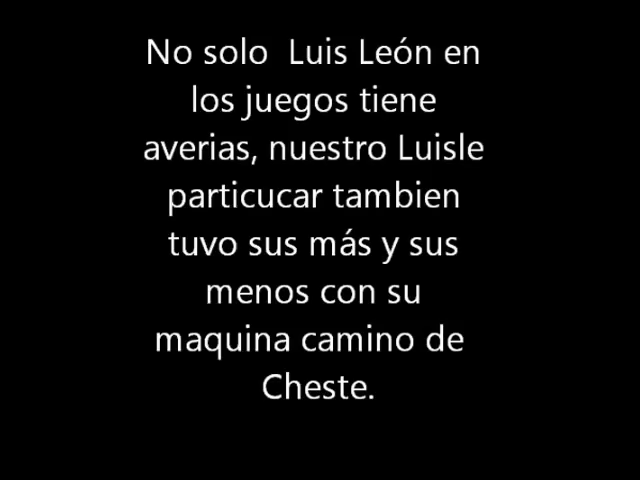 No solo  Luis León en
los juegos tiene
averias, nuestro Luisle
particucar tambien
tuvo sus más y sus
menos con su
maquina camino de
Cheste.